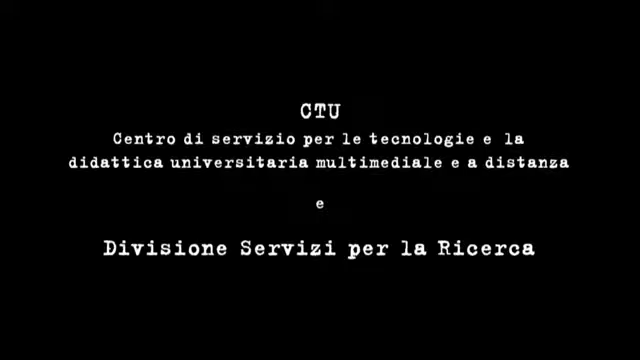 CTU
Centro di servizio per le tecnologie e la
didattica universitaria multimediale e a distanza
e
Divisione Servizi per la Ricerca